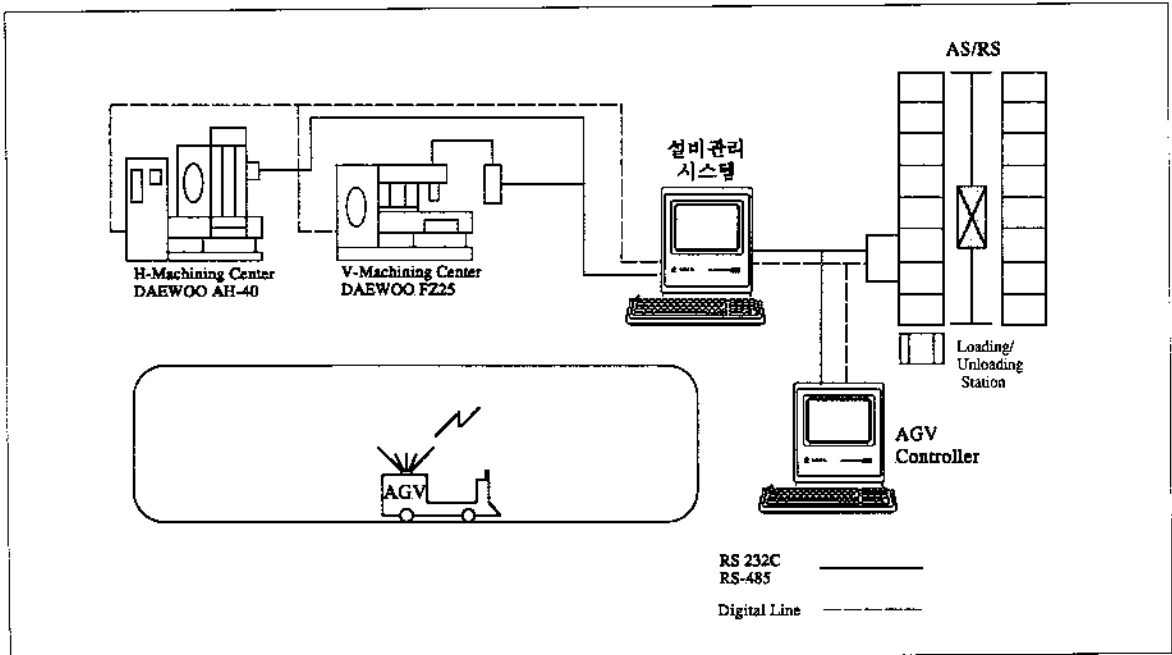 AS/RS
설비관리
시스템
H-Machining Center
DAEWOO AH-40
V-Machining Center
DAEWOO FZ25
Loading/
Unloading
Station
AGV
Controller
AGV
RS 232C
RS-485
Digital Line